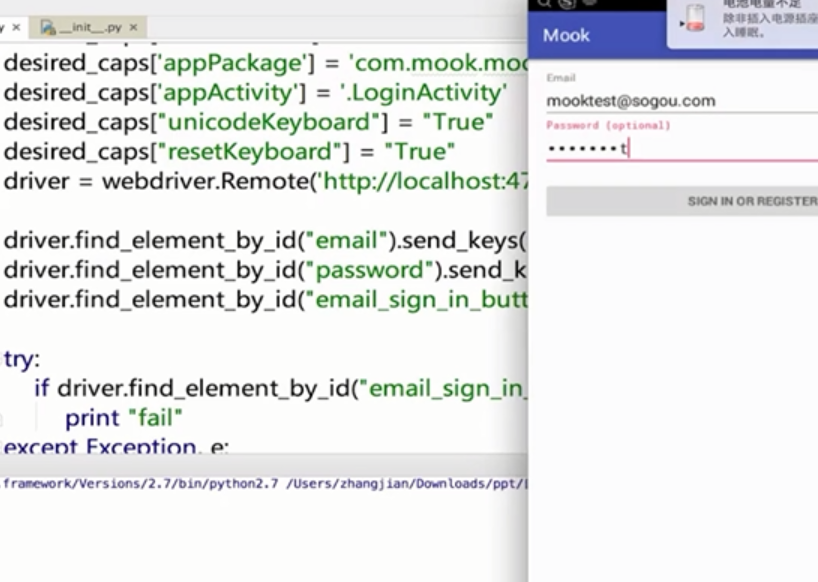 y × __init__.py ×
desired_caps['appPackage'] = 'com.mook.moo
desired_caps['appActivity'] = '.LoginActivity'
desired_caps["unicodeKeyboard"] = "True"
desired_caps["resetKeyboard"] = "True"
driver = webdriver.Remote('http://localhost:47
driver.find_element_by_id("email").send_keys(
driver.find_element_by_id("password").send_k
driver.find_element_by_id("email_sign_in_butt
try:
if driver.find_element_by_id("email_sign_in_
print "fail"
except Exception, e:
.framework/Versions/2.7/bin/python2.7 /Users/zhangjian/Downloads/ppt/
电池电量不足
除非插入电源插座
入睡眠。
Mook
Email
mooktest@sogou.com
Password (optional)
•••••••t
SIGN IN OR REGISTER